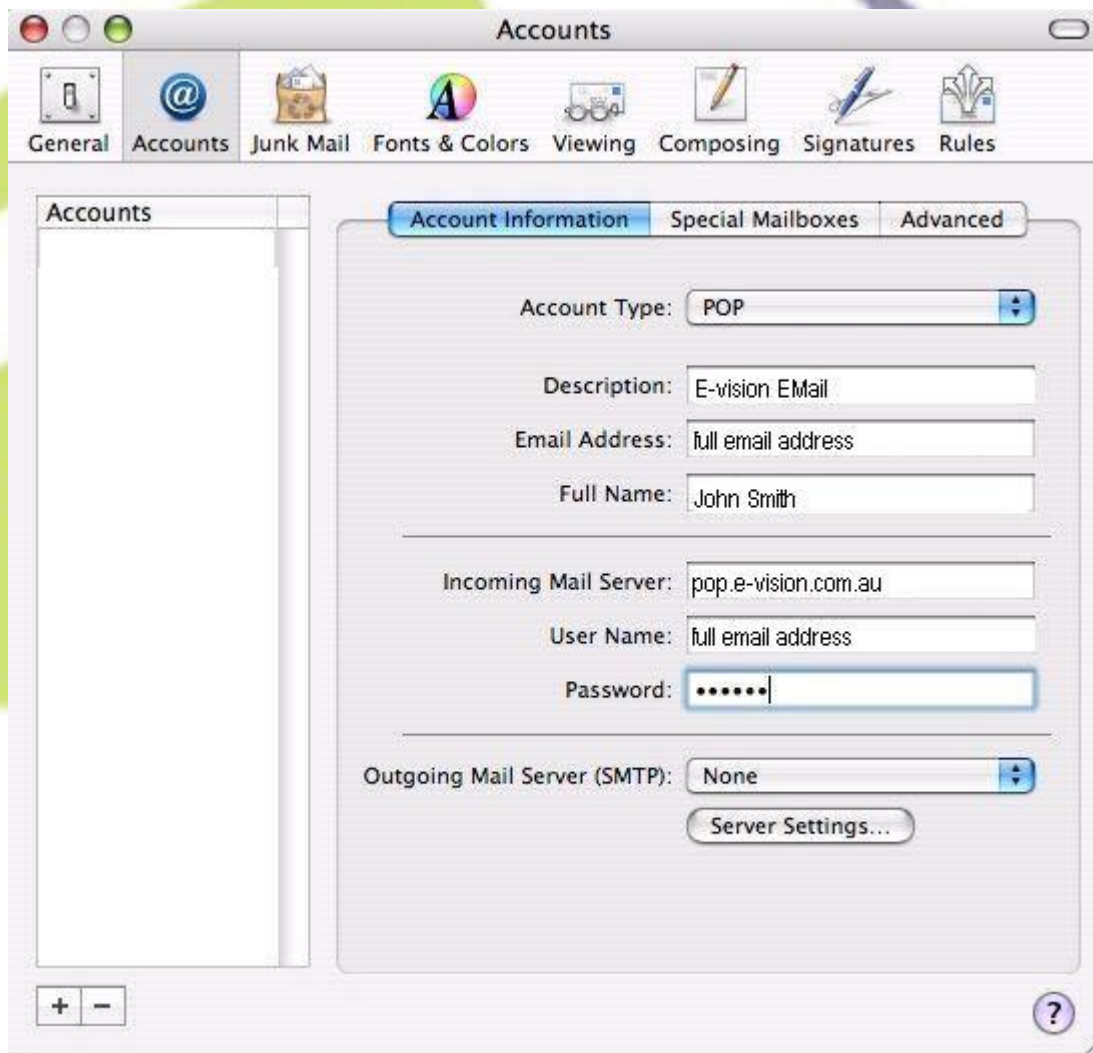 Accounts
General Accounts Junk Mail Fonts & Colors Viewing Composing Signatures Rules
Accounts
Account Information Special Mailboxes Advanced
Account Type: POP
Description: E-vision EMail
Email Address: full email address
Full Name: John Smith
Incoming Mail Server: pop.e-vision.com.au
User Name: full email address
Password: ••••••
Outgoing Mail Server (SMTP): None
Server Settings...
+ − ?